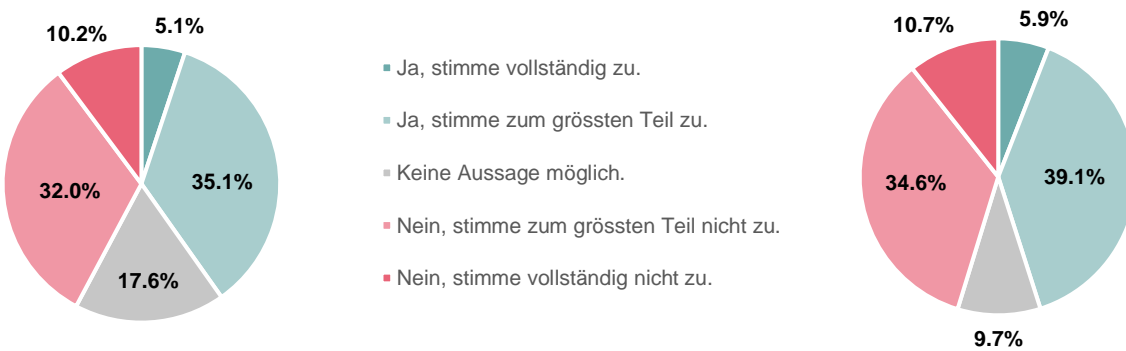 10.2%
5.1%
35.1%
32.0%
17.6%
Ja, stimme vollständig zu.
Ja, stimme zum grössten Teil zu.
Keine Aussage möglich.
Nein, stimme zum grössten Teil nicht zu.
Nein, stimme vollständig nicht zu.
10.7%
5.9%
34.6%
39.1%
9.7%